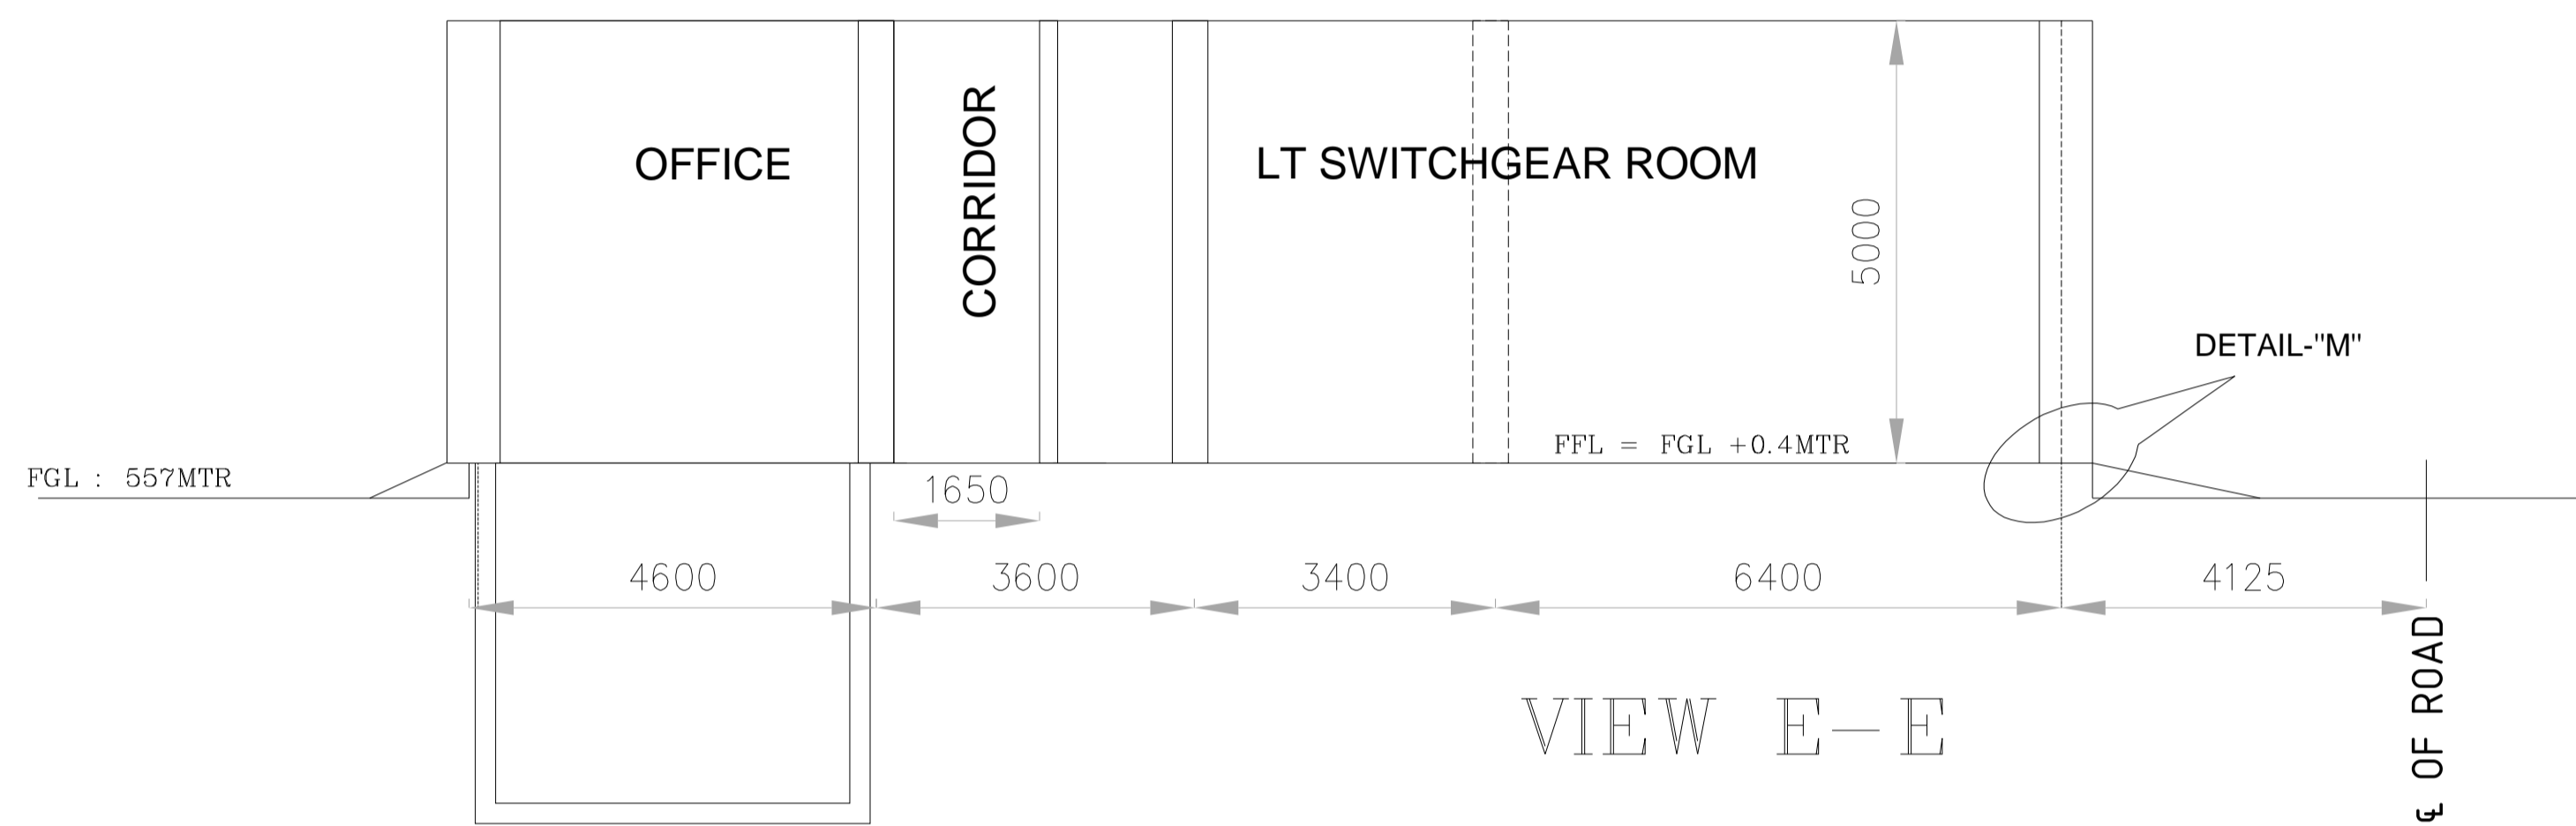 OFFICE
CORRIDOR
LT SWITCHGEAR ROOM
5000
DETAIL-"M"
FFL = FGL +0.4MTR
FGL : 557MTR
1650
4600
3600
3400
6400
4125
VIEW E-E
℄ OF ROAD